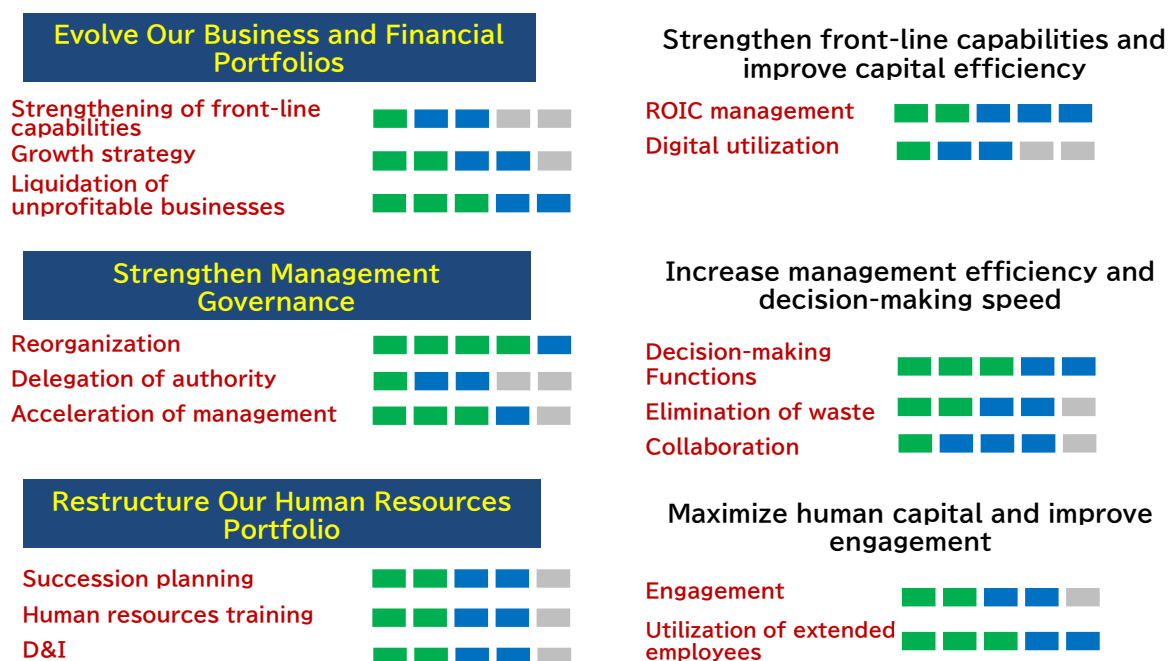 Evolve Our Business and Financial
Portfolios
Strengthening of front-line
capabilities
Growth strategy
Liquidation of
unprofitable businesses
Strengthen front-line capabilities and
improve capital efficiency
ROIC management
Digital utilization
Strengthen Management
Governance
Reorganization
Delegation of authority
Acceleration of management
Increase management efficiency and
decision-making speed
Decision-making
Functions
Elimination of waste
Collaboration
Restructure Our Human Resources
Portfolio
Succession planning
Human resources training
D&I
Maximize human capital and improve
engagement
Engagement
Utilization of extended
employees